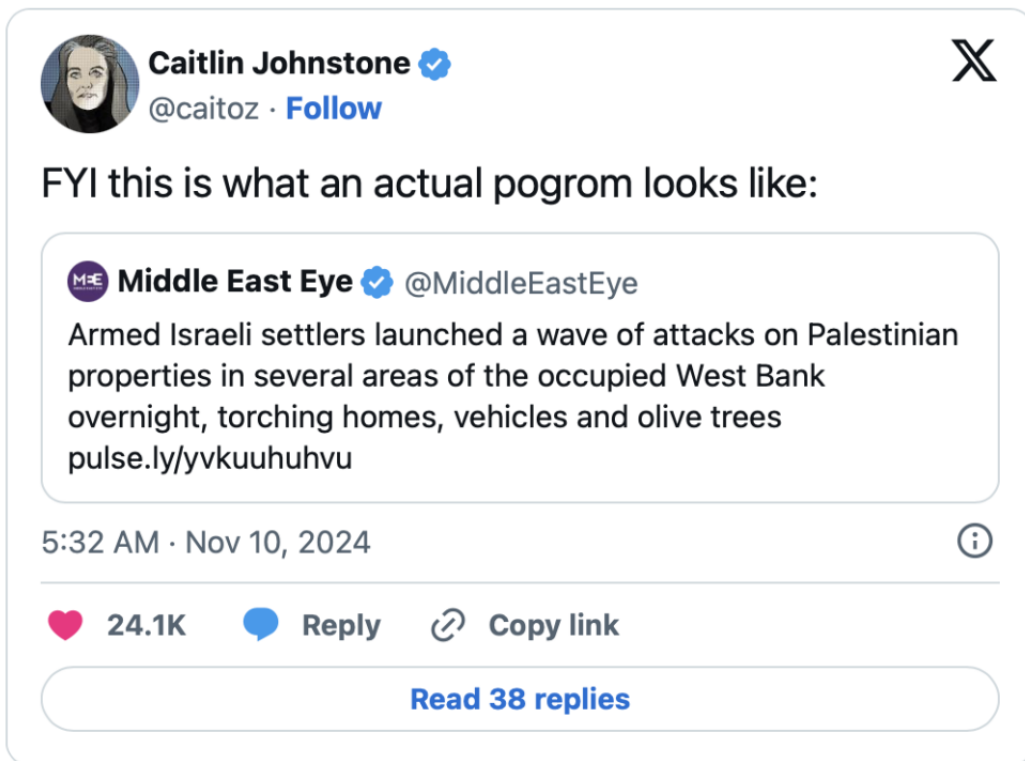 Caitlin Johnstone
@caitoz · Follow
FYI this is what an actual pogrom looks like:
MEE Middle East Eye @MiddleEastEye
Armed Israeli settlers launched a wave of attacks on Palestinian
properties in several areas of the occupied West Bank
overnight, torching homes, vehicles and olive trees
pulse.ly/yvkuuhuhvu
5:32 AM · Nov 10, 2024
24.1K Reply Copy link
Read 38 replies